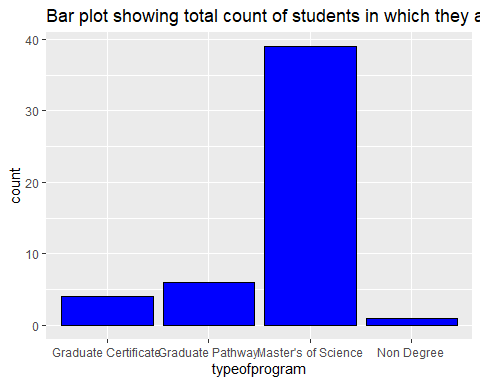 Bar plot showing total count of students in which they a
40
30
20
10
0
count
Graduate Certificate Graduate Pathway Master's of Science Non Degree
typeofprogram